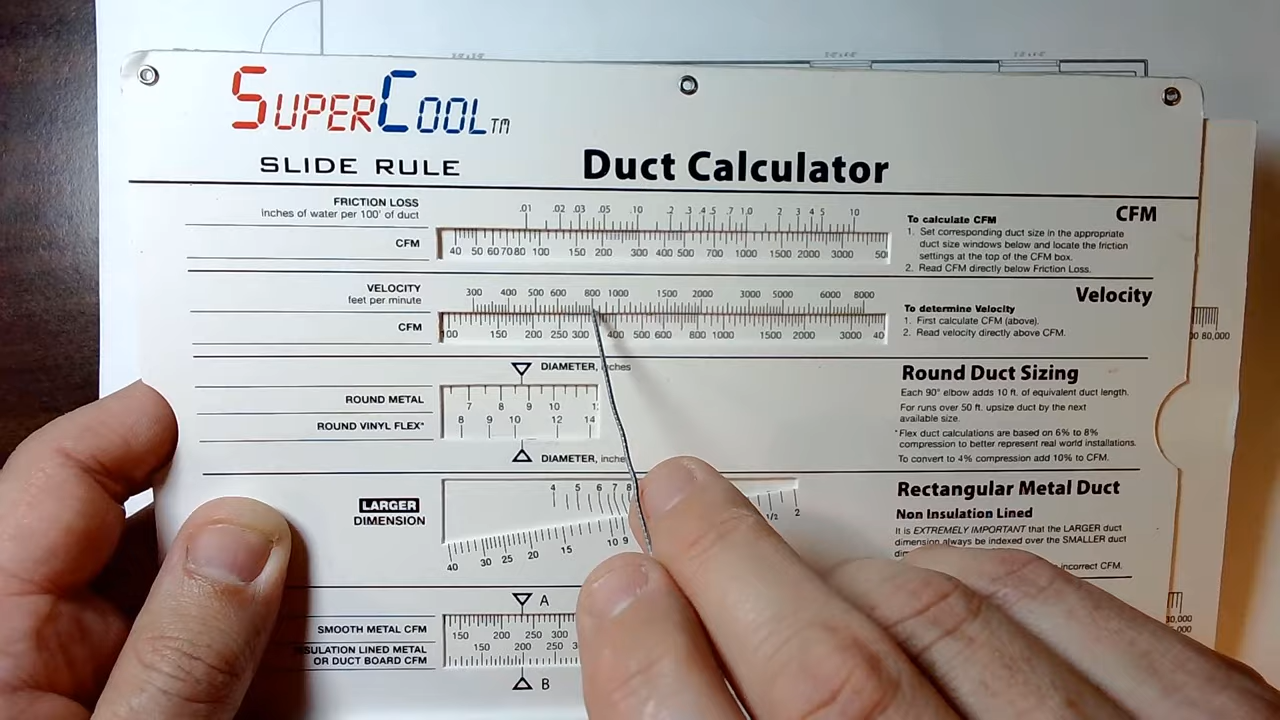 SUPERCOOL TM
SLIDE RULE
Duct Calculator
FRICTION LOSS
Inches of water per 100' of duct
.01 .02 .03 .05 .10 .2 .3 .4 .5 .7 1.0 2 3 4 5 10
CFM
40 50 60 70 80 100 150 200 300 400 500 700 1000 1500 2000 3000
CFM
To calculate CFM
1. Set corresponding duct size in the appropriate
duct size windows below and locate the friction
settings at the top of the CFM box.
2. Read CFM directly below Friction Loss.
VELOCITY
feet per minute
300 400 500 600 800 1000 1500 2000 3000 5000 6000 8000
CFM
100 150 200 250 300 400 500 600 800 1000 1500 2000 3000 40
Velocity
To determine Velocity
1. First calculate CFM (above).
2. Read velocity directly above CFM.
80,000
DIAMETER, inches
ROUND METAL
7 8 9 10
ROUND VINYL FLEX*
8 9 10 12 14
DIAMETER, inche
Round Duct Sizing
Each 90° elbow adds 10 ft. of equivalent duct length.
For runs over 50 ft. upsize duct by the next
available size.
*Flex duct calculations are based on 6% to 8%
compression to better represent real world installations.
To convert to 4% compression add 10% to CFM.
LARGER
DIMENSION
4 5 6 7 8
1/2 2
40 30 25 20 15 10 9
Rectangular Metal Duct
Non Insulation Lined
It is EXTREMELY IMPORTANT that the LARGER duct
dimension always be indexed over the SMALLER duct
incorrect CFM.
A
SMOOTH METAL CFM
150 200 250 300
INSULATION LINED METAL
OR DUCT BOARD CFM
150 200 250
B